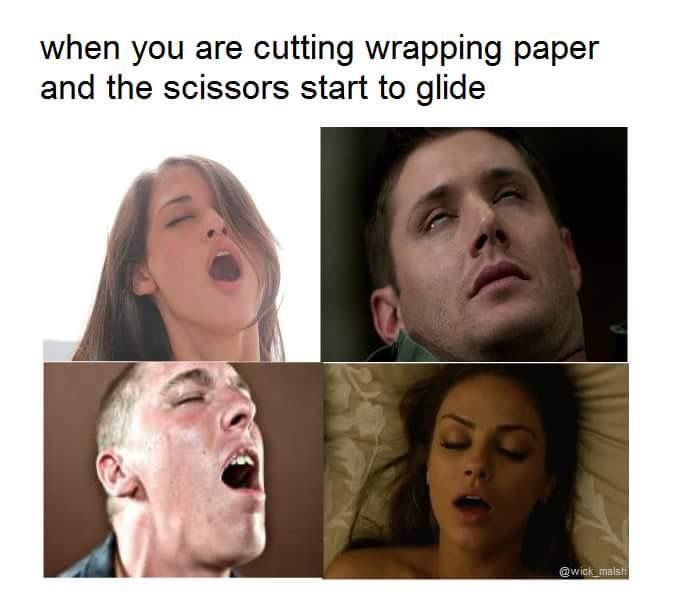 when you are cutting wrapping paper
and the scissors start to glide
@wick_malsh